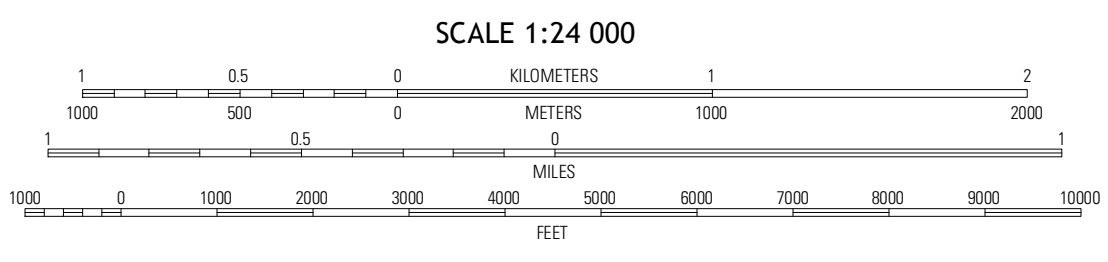 SCALE 1:24 000
1 0.5 0 KILOMETERS 1 2
1000 500 0 METERS 1000 2000
1 0.5 0 1
MILES
1000 0 1000 2000 3000 4000 5000 6000 7000 8000 9000 10000
FEET